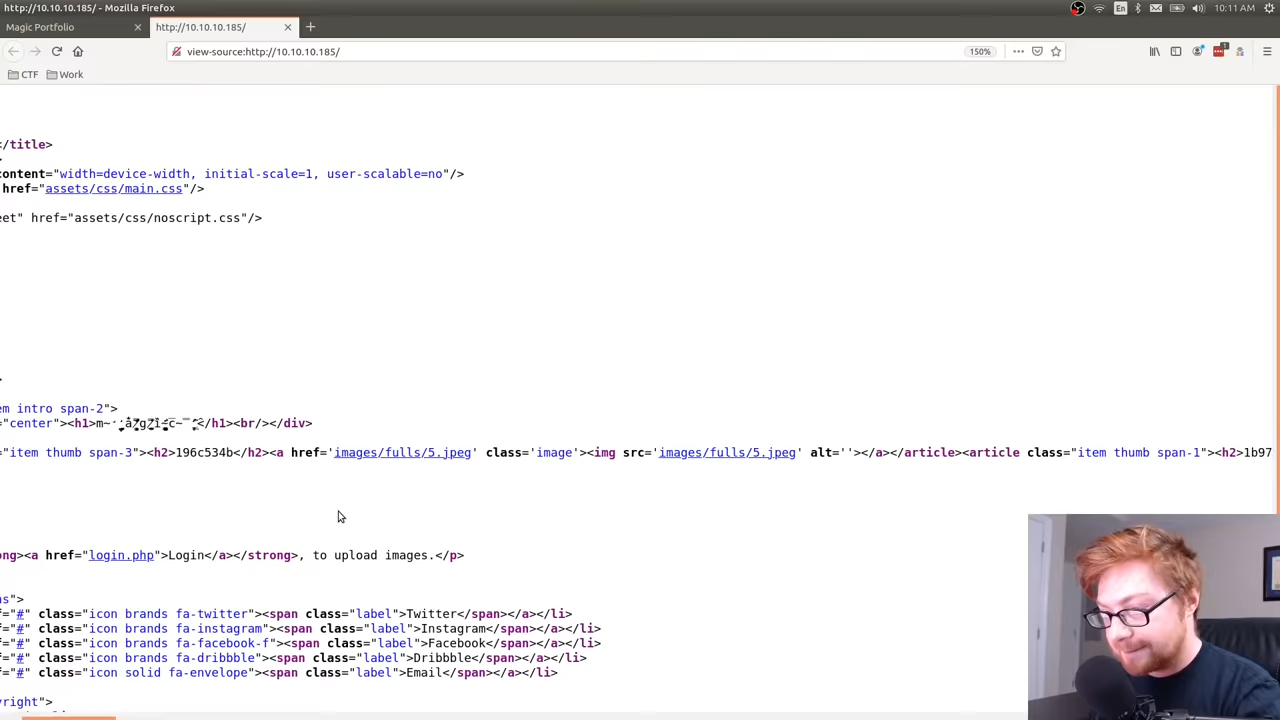 http://10.10.10.185/ - Mozilla Firefox
En
10:11 AM
Magic Portfolio
http://10.10.10.185/
view-source:http://10.10.10.185/
150%
CTF
Work
</title>
content="width=device-width, initial-scale=1, user-scalable=no"/>
href="assets/css/main.css"/>
eet" href="assets/css/noscript.css"/>
em intro span-2">
="center"><h1></h1><br/></div>
="item thumb span-3"><h2>196c534b</h2><a href='images/fulls/5.jpeg' class='image'><img src='images/fulls/5.jpeg' alt=''></a></article><article class="item thumb span-1"><h2>1b97
ong><a href="login.php">Login</a></strong>, to upload images.</p>
s">
f="#" class="icon brands fa-twitter"><span class="label">Twitter</span></a></li>
f="#" class="icon brands fa-instagram"><span class="label">Instagram</span></a></li>
f="#" class="icon brands fa-facebook-f"><span class="label">Facebook</span></a></li>
f="#" class="icon brands fa-dribbble"><span class="label">Dribbble</span></a></li>
f="#" class="icon solid fa-envelope"><span class="label">Email</span></a></li>
yright">